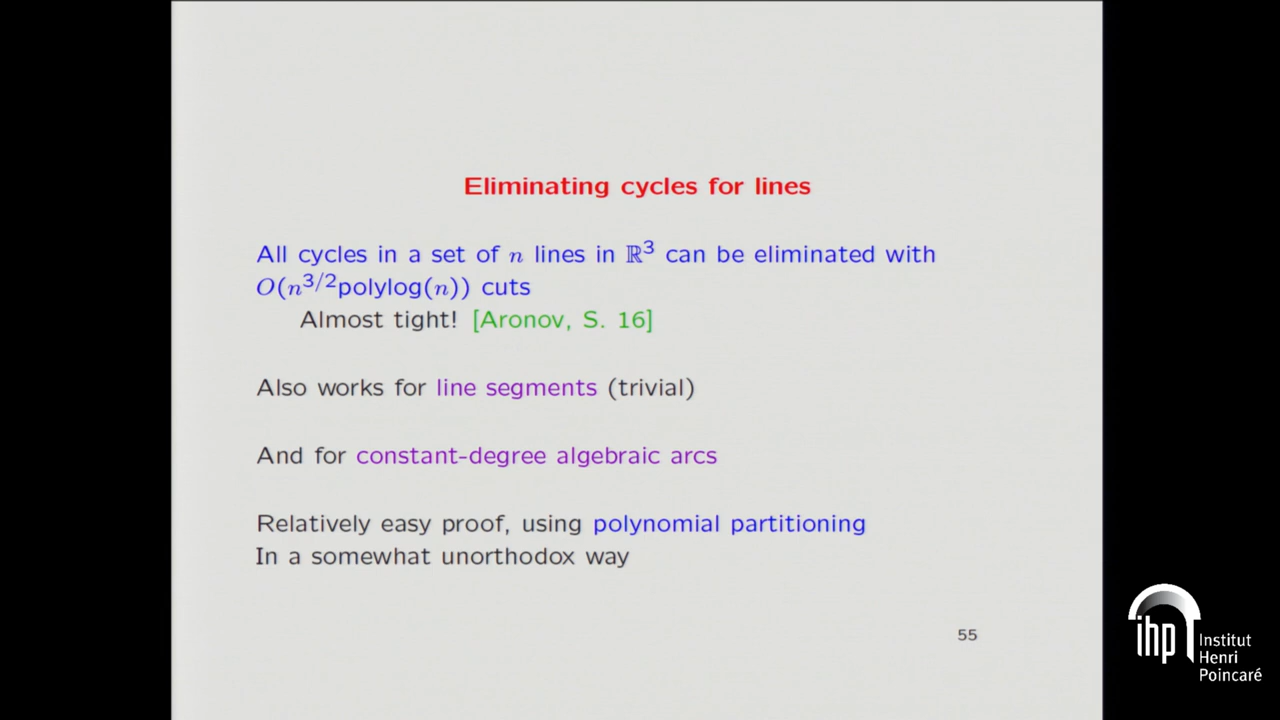 Eliminating cycles for lines
All cycles in a set of n lines in ℝ³ can be eliminated with
O(n^{3/2}polylog(n)) cuts
Almost tight! [Aronov, S. 16]
Also works for line segments (trivial)
And for constant-degree algebraic arcs
Relatively easy proof, using polynomial partitioning
In a somewhat unorthodox way
55
ihp Institut
Henri
Poincaré